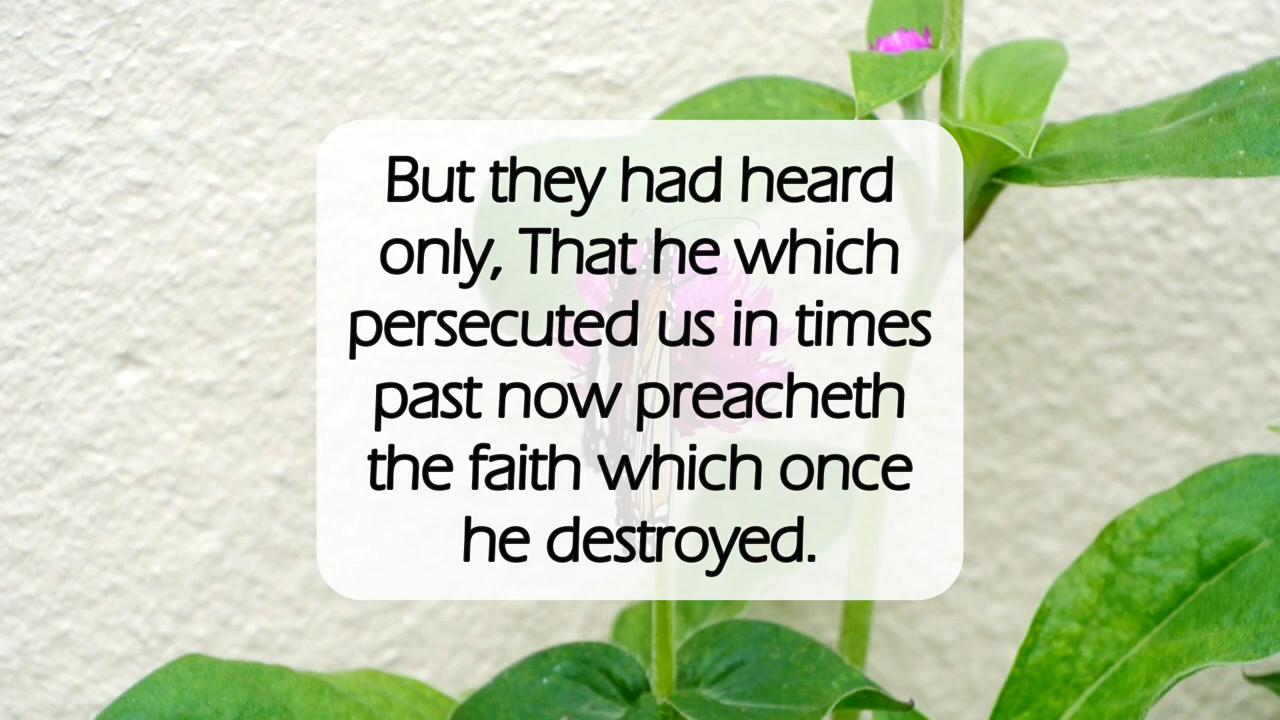 But they had heard
only, That he which
persecuted us in times
past now preacheth
the faith which once
he destroyed.